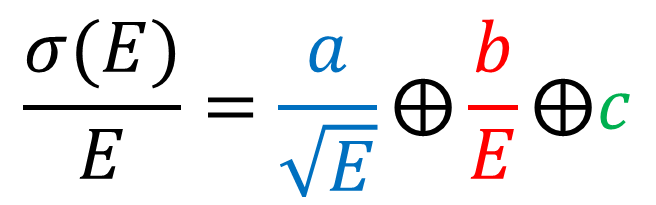 σ(E)/E = a/√E ⊕ b/E ⊕ c